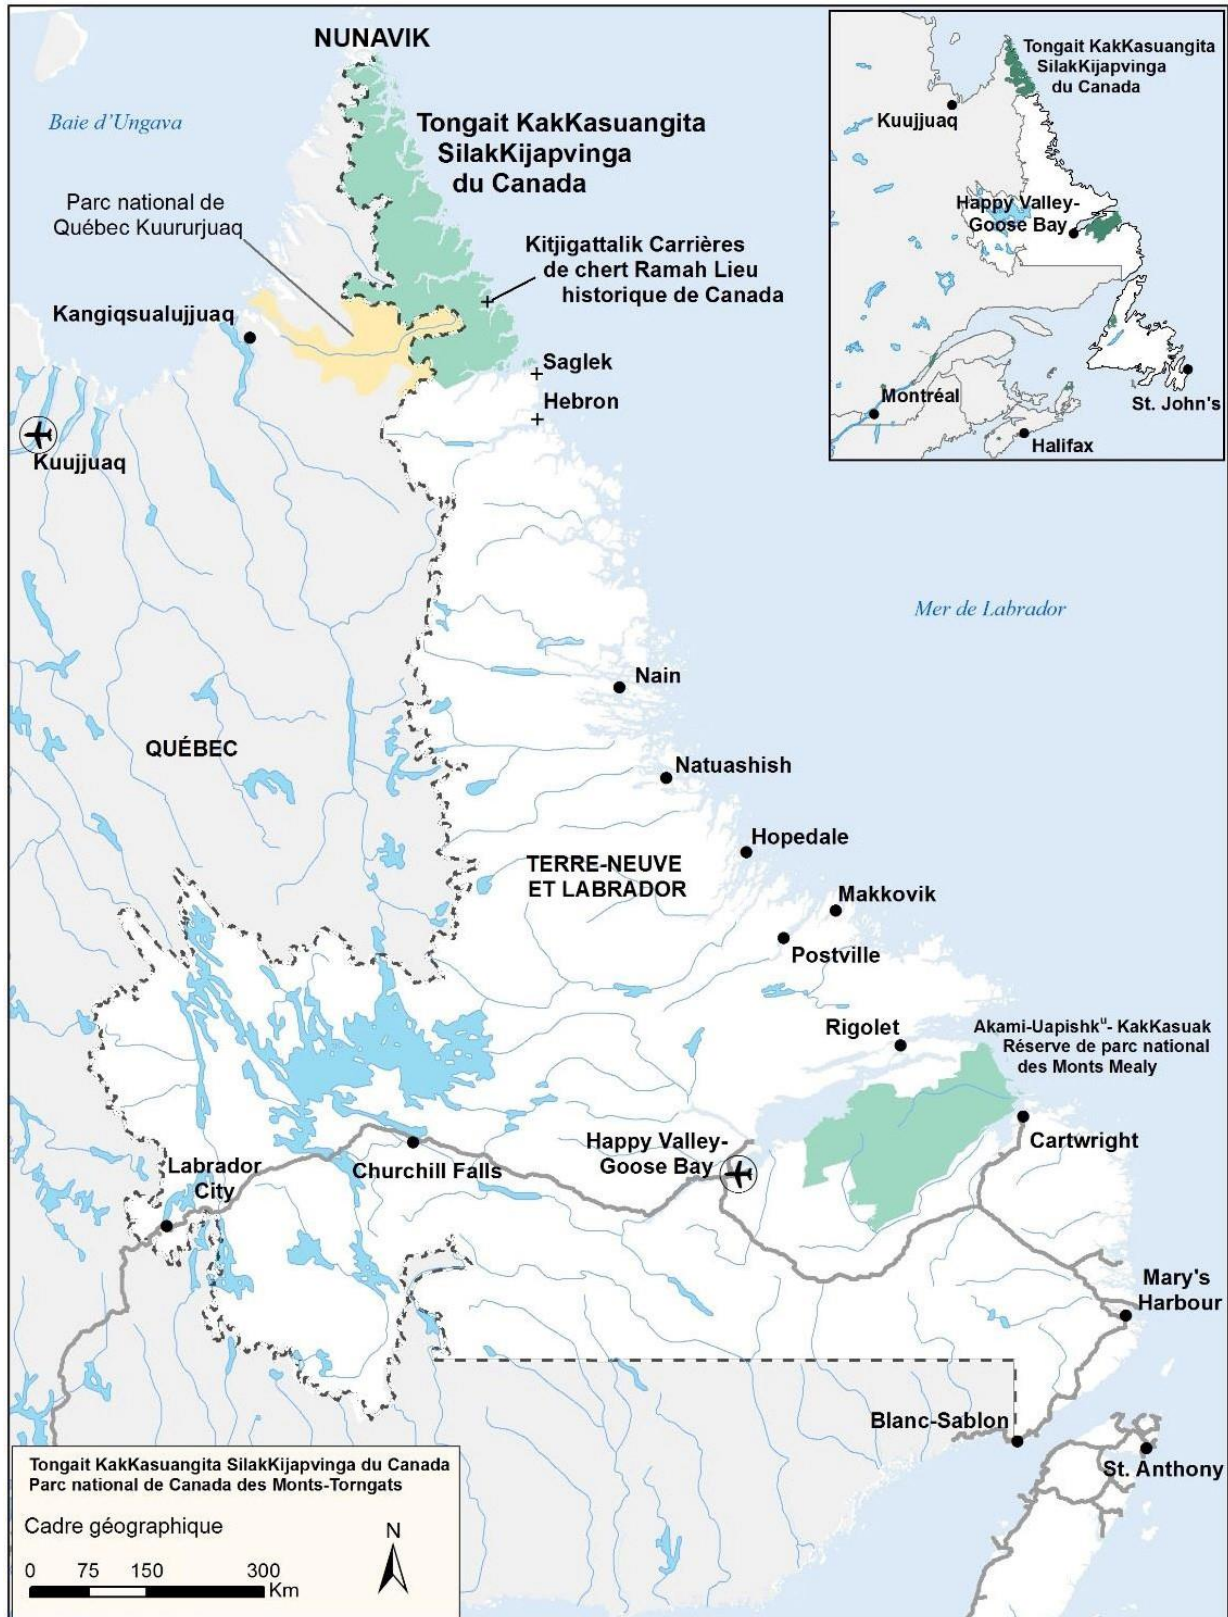 NUNAVIK
Baie d'Ungava
Tongait KakKasuangita
SilakKijapvinga
du Canada
Parc national de
Québec Kuururjuaq
Kitjigattalik Carrières
de chert Ramah Lieu
historique de Canada
Kangiqsualujjuaq
Saglek
Hebron
Kuujjuaq
Mer de Labrador
Nain
QUÉBEC
Natuashish
Hopedale
TERRE-NEUVE
ET LABRADOR
Makkovik
Postville
Rigolet
Akami-Uapishkᵘ- KakKasuak
Réserve de parc national
des Monts Mealy
Cartwright
Happy Valley-
Goose Bay
Churchill Falls
Labrador
City
Mary's
Harbour
Blanc-Sablon
St. Anthony
Tongait KakKasuangita
SilakKijapvinga
du Canada
Kuujjuaq
Happy Valley-
Goose Bay
Montréal
St. John's
Halifax
Tongait KakKasuangita SilakKijapvinga du Canada
Parc national de Canada des Monts-Torngats
Cadre géographique
N
0 75 150 300
Km